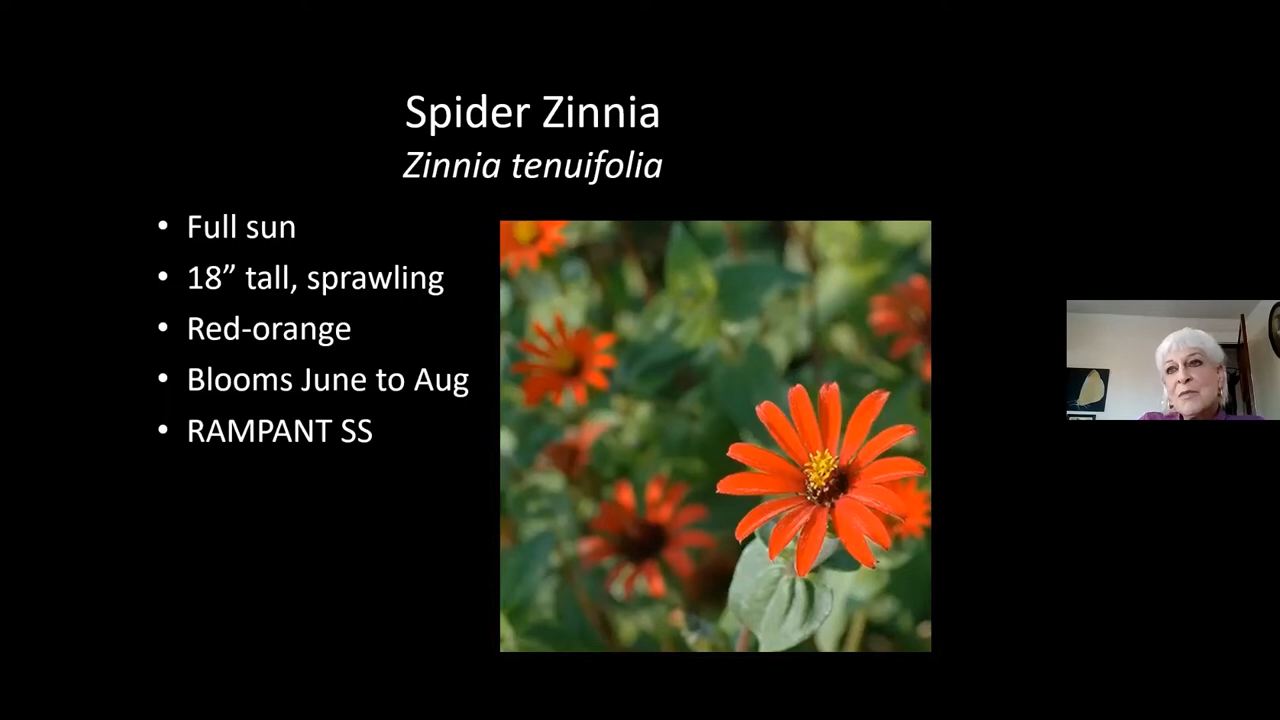 Spider Zinnia
Zinnia tenuifolia
• Full sun
• 18” tall, sprawling
• Red-orange
• Blooms June to Aug
• RAMPANT SS